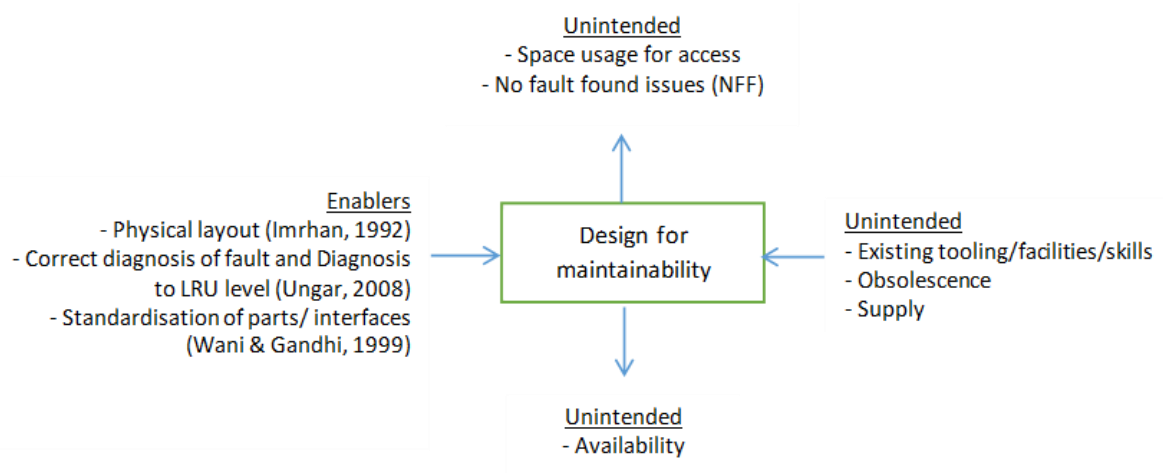 Unintended
- Space usage for access
- No fault found issues (NFF)
Enablers
- Physical layout (Imrhan, 1992)
- Correct diagnosis of fault and Diagnosis
to LRU level (Ungar, 2008)
- Standardisation of parts/ interfaces
(Wani & Gandhi, 1999)
Design for
maintainability
Unintended
- Existing tooling/facilities/skills
- Obsolescence
- Supply
Unintended
- Availability